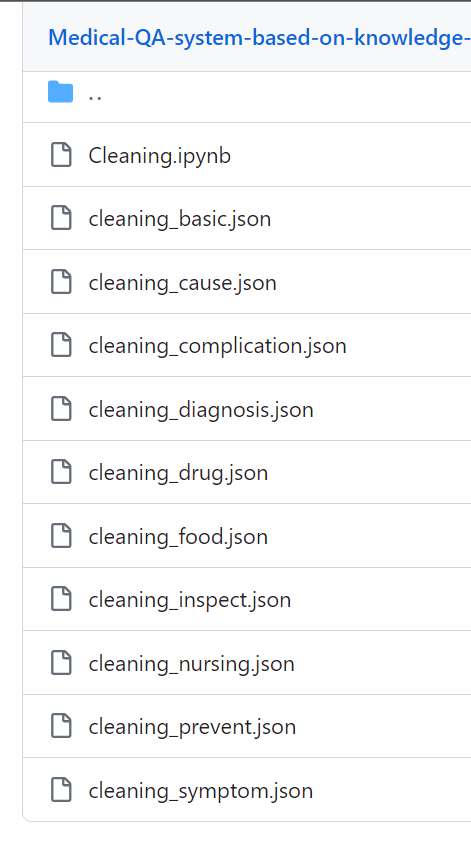 Medical-QA-system-based-on-knowledge-
..
Cleaning.ipynb
cleaning_basic.json
cleaning_cause.json
cleaning_complication.json
cleaning_diagnosis.json
cleaning_drug.json
cleaning_food.json
cleaning_inspect.json
cleaning_nursing.json
cleaning_prevent.json
cleaning_symptom.json